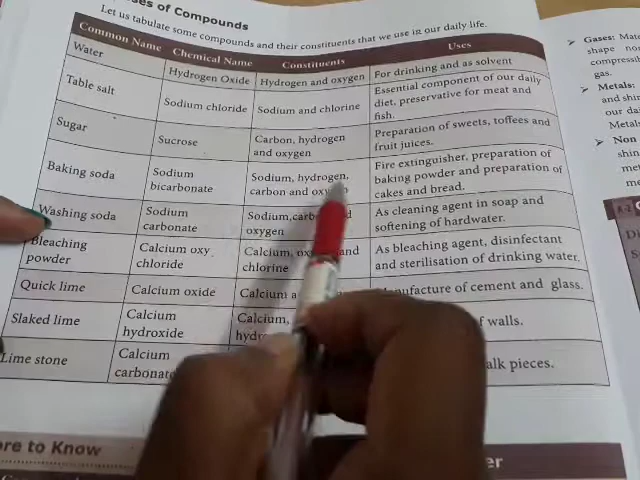 ses of Compounds
Let us tabulate some compounds and their constituents that we use in our daily life.
Common Name Chemical Name Constituents Uses
Water Hydrogen Oxide Hydrogen and oxygen For drinking and as solvent
Table salt Sodium chloride Sodium and chlorine Essential component of our daily
diet, preservative for meat and
fish.
Sugar Sucrose Carbon, hydrogen
and oxygen Preparation of sweets, toffees and
fruit juices.
Baking soda Sodium
bicarbonate Sodium, hydrogen,
carbon and Fire extinguisher, preparation of
baking powder and preparation of
cakes and bread.
Washing soda Sodium
carbonate Sodium,
oxygen As cleaning agent in soap and
softening of hardwater.
Bleaching
powder Calcium oxy
chloride Calcium, and
chlorine As bleaching agent, disinfectant
and sterilisation of drinking water.
Quick lime Calcium oxide Calcium anufacture of cement and glass.
Slaked lime Calcium
hydroxide Calcium,
f walls.
Lime stone Calcium
carbonate alk pieces.
ore to Know
er
➤ Gases:
shape
gas.
➤ Metals:
and
our
➤ Non